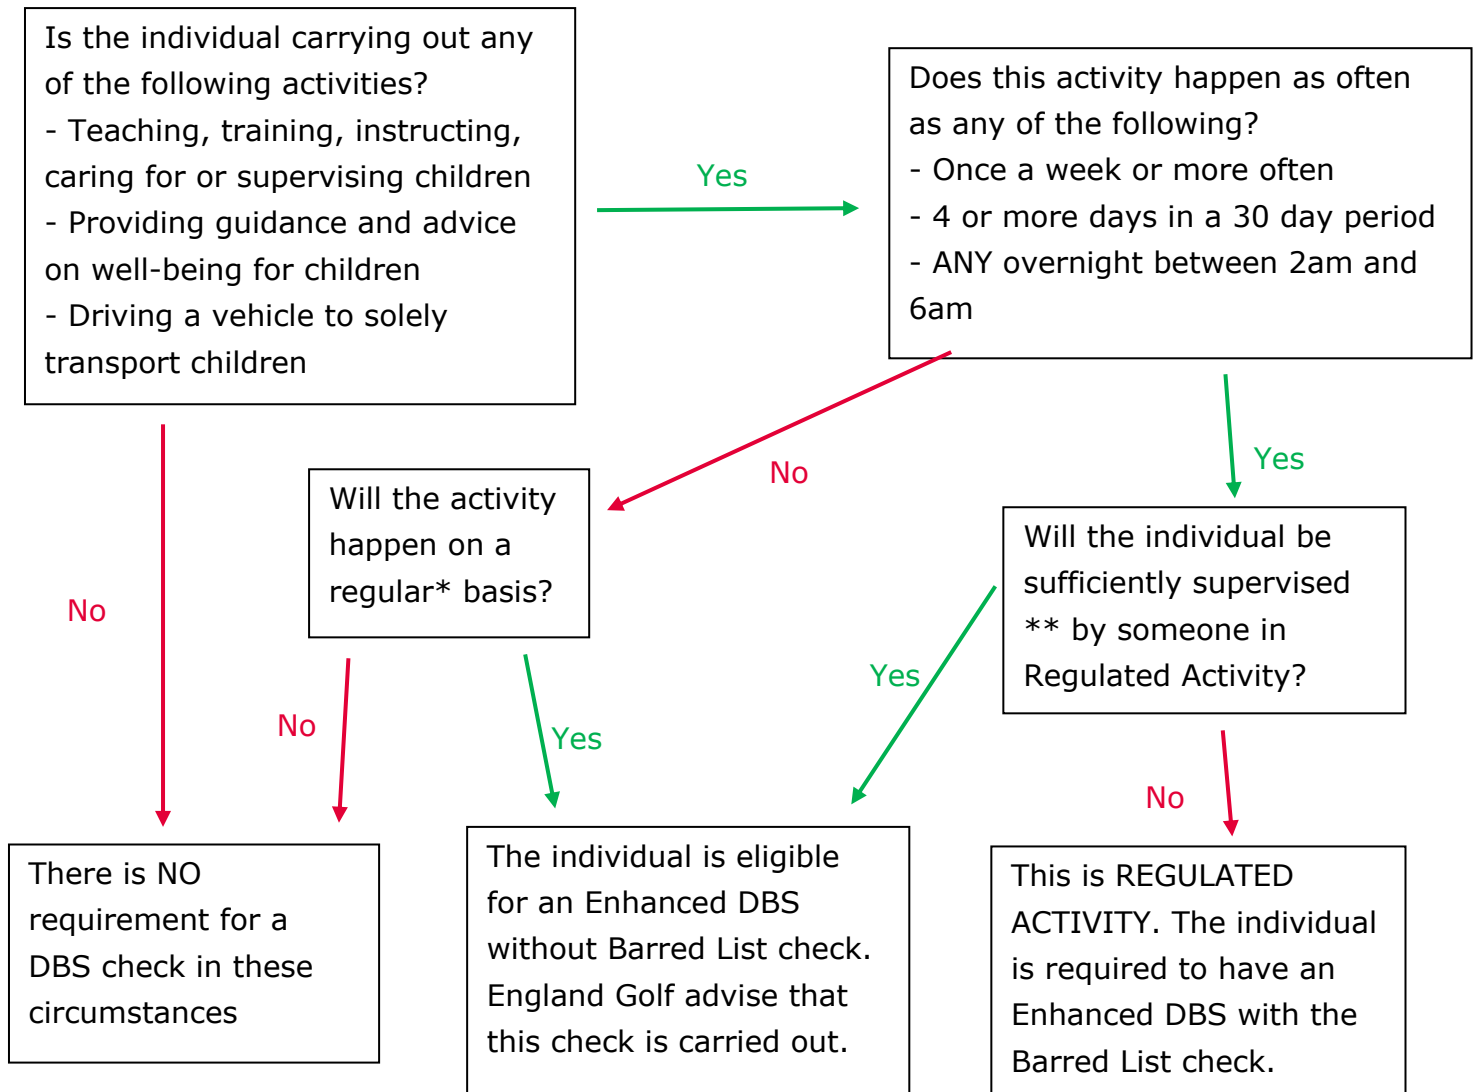 Is the individual carrying out any
of the following activities?
- Teaching, training, instructing,
caring for or supervising children
- Providing guidance and advice
on well-being for children
- Driving a vehicle to solely
transport children
Yes
Does this activity happen as often
as any of the following?
- Once a week or more often
- 4 or more days in a 30 day period
- ANY overnight between 2am and
6am
No
Yes
Will the activity
happen on a
regular* basis?
Will the individual be
sufficiently supervised
** by someone in
Regulated Activity?
No
No
Yes
Yes
No
There is NO
requirement for a
DBS check in these
circumstances
The individual is eligible
for an Enhanced DBS
without Barred List check.
England Golf advise that
this check is carried out.
This is REGULATED
ACTIVITY. The individual
is required to have an
Enhanced DBS with the
Barred List check.